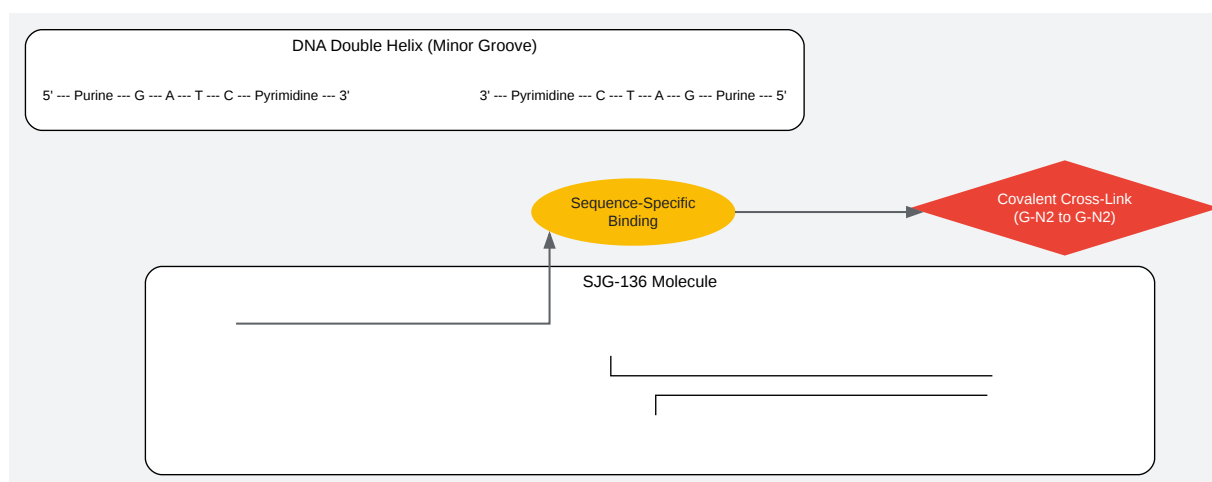 DNA Double Helix (Minor Groove)
5' --- Purine --- G --- A --- T --- C --- Pyrimidine --- 3'
3' --- Pyrimidine --- C --- T --- A --- G --- Purine --- 5'
Sequence-Specific
Binding
Covalent Cross-Link
(G-N2 to G-N2)
SJG-136 Molecule